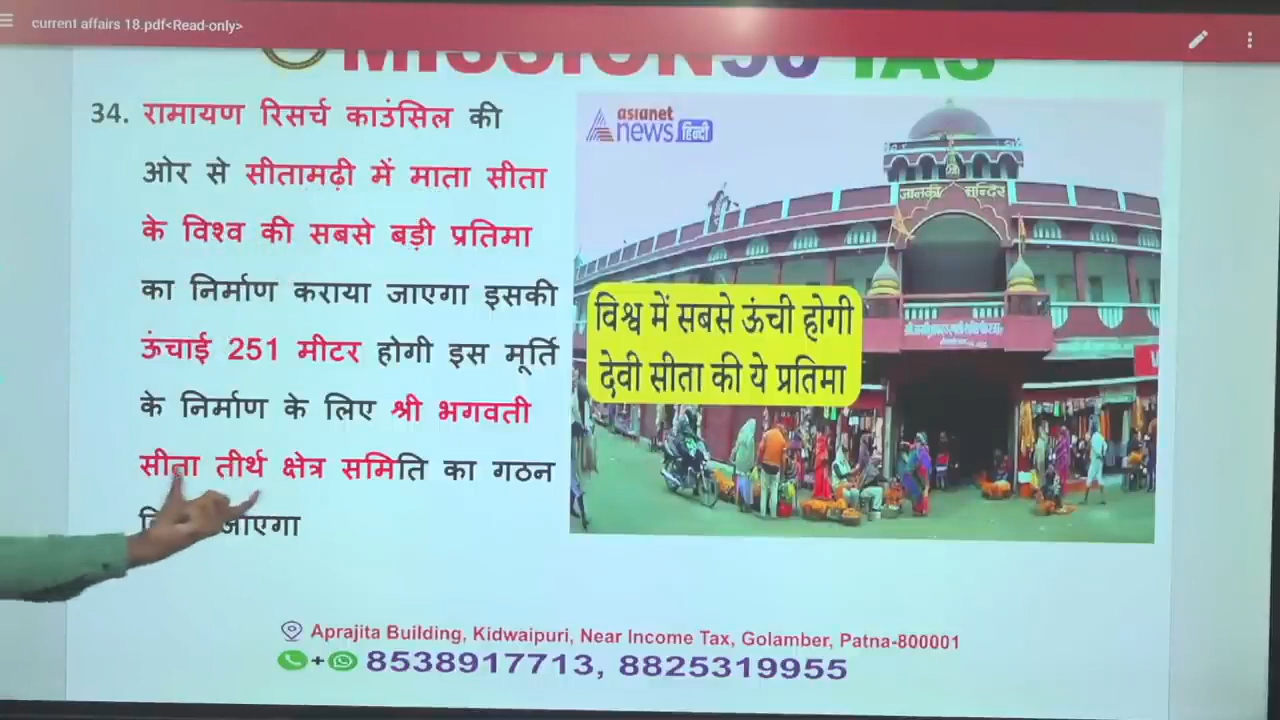 current affairs 18.pdf<Read-only>
MISSION50 IAS
34. रामायण रिसर्च काउंसिल की
ओर से सीतामढ़ी में माता सीता
के विश्व की सबसे बड़ी प्रतिमा
का निर्माण कराया जाएगा इसकी
ऊंचाई 251 मीटर होगी इस मूर्ति
के निर्माण के लिए श्री भगवती
सीता तीर्थ क्षेत्र समिति का गठन
जाएगा
asianet
news हिन्दी
जानकी मन्दिर
विश्व में सबसे ऊंची होगी
देवी सीता की ये प्रतिमा
Aprajita Building, Kidwaipuri, Near Income Tax, Golamber, Patna-800001
+ 8538917713, 8825319955